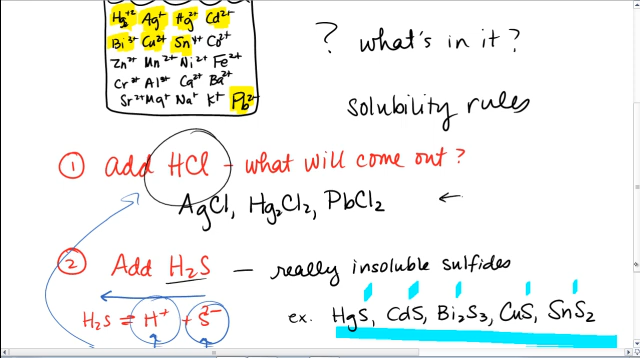 Hg₂⁺² Ag⁺ Hg²⁺ Cd²⁺
Bi³⁺ Cu²⁺ Sn⁴⁺ Co²⁺
Zn²⁺ Mn²⁺ Ni²⁺ Fe²⁺
Cr³⁺ Al³⁺ Ca²⁺ Ba²⁺
Sr²⁺ Mg⁺ Na⁺ K⁺ Pb²⁺
? what's in it?
solubility rules
① add HCl - what will come out?
AgCl, Hg₂Cl₂, PbCl₂ ←
② Add H₂S — really insoluble sulfides
H₂S = H⁺ + S²⁻
ex. HgS, CdS, Bi₂S₃, CuS, SnS₂